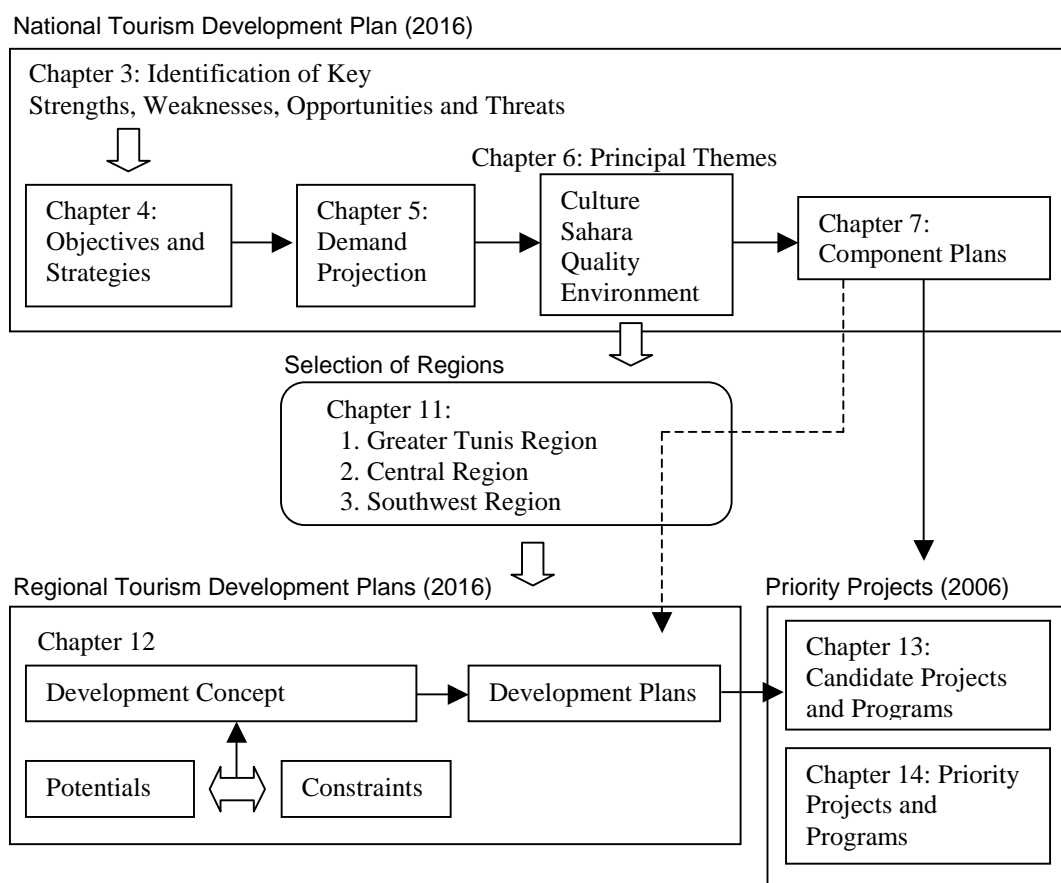 National Tourism Development Plan (2016)
Chapter 3: Identification of Key
Strengths, Weaknesses, Opportunities and Threats
Chapter 4:
Objectives and
Strategies
Chapter 5:
Demand
Projection
Chapter 6: Principal Themes
Culture
Sahara
Quality
Environment
Chapter 7:
Component Plans
Selection of Regions
Chapter 11:
1. Greater Tunis Region
2. Central Region
3. Southwest Region
Regional Tourism Development Plans (2016)
Chapter 12
Development Concept
Development Plans
Potentials
Constraints
Priority Projects (2006)
Chapter 13:
Candidate Projects
and Programs
Chapter 14: Priority
Projects and
Programs